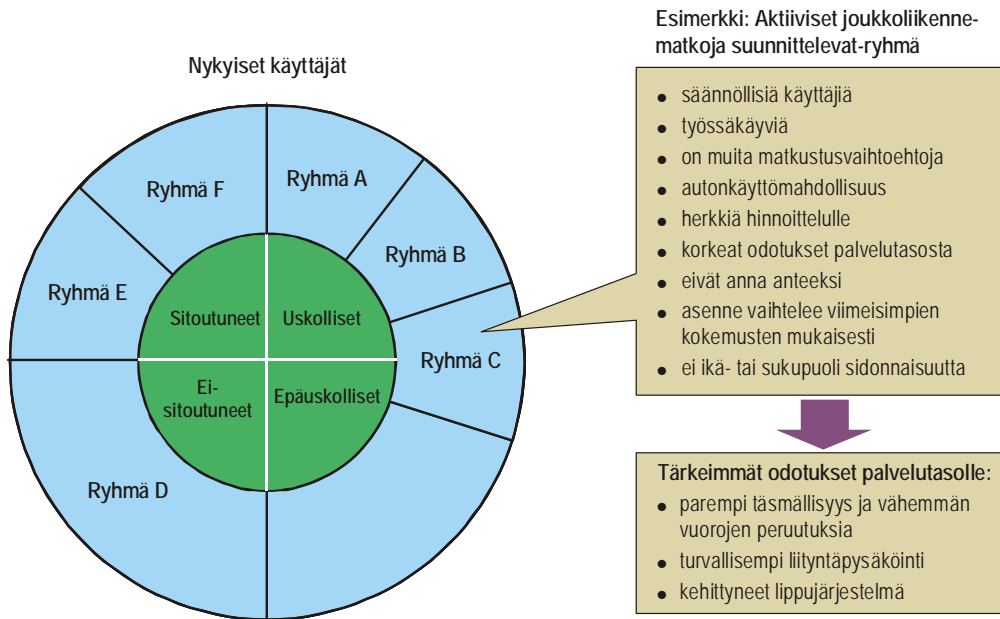 Nykyiset käyttäjät
Ryhmä A
Ryhmä B
Ryhmä C
Ryhmä D
Ryhmä E
Ryhmä F
Sitoutuneet
Uskolliset
Ei-
sitoutuneet
Epäuskolliset
Esimerkki: Aktiiviset joukkoliikenne-
matkoja suunnittelevat-ryhmä
• säännöllisiä käyttäjiä
• työssäkäyviä
• on muita matkustusvaihtoehtoja
• autonkäyttömahdollisuus
• herkkiä hinnoittelulle
• korkeat odotukset palvelutasosta
• eivät anna anteeksi
• asenne vaihtelee viimeisimpien
kokemusten mukaisesti
• ei ikä- tai sukupuoli sidonnaisuutta
Tärkeimmät odotukset palvelutasolle:
• parempi täsmällisyys ja vähemmän
vuorojen peruutuksia
• turvallisempi liityntäpysäköinti
• kehittyneet lippujärjestelmä